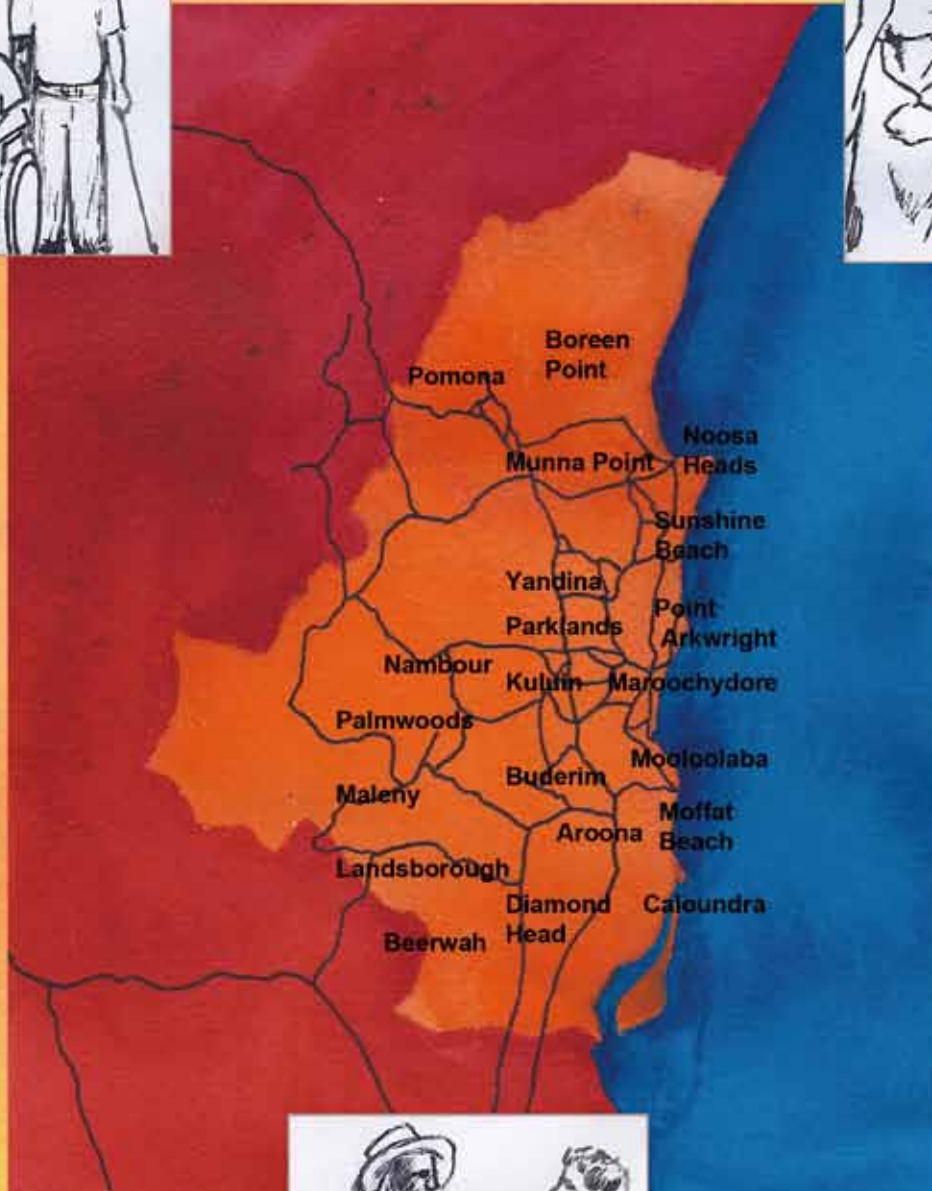 Boreen
Point
Pomona
Noosa
Heads
Munna Point
Sunshine
Beach
Yandina
Point
Arkwright
Parklands
Nambour
Kuluin
Maroochydore
Palmwoods
Mooloolaba
Buderim
Maleny
Moffat
Beach
Aroona
Landsborough
Diamond
Head
Caloundra
Beerwah